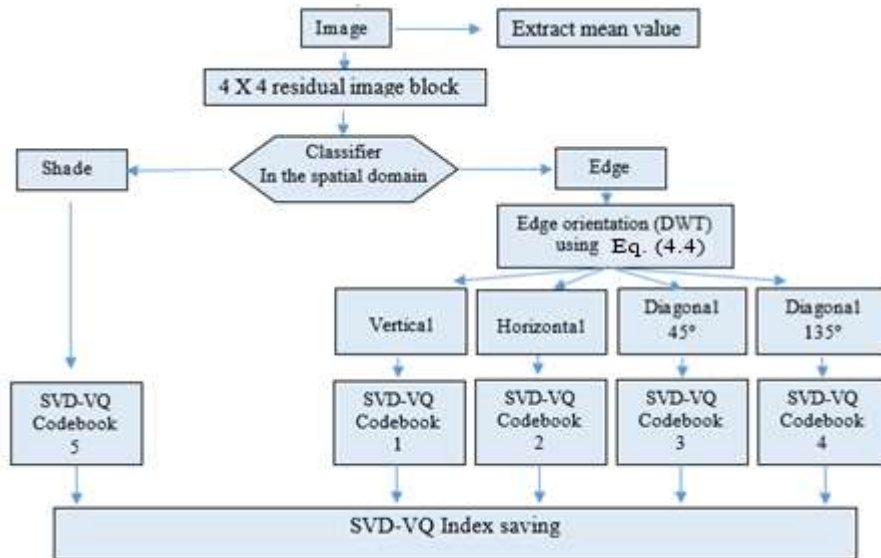 Image
Extract mean value
4 X 4 residual image block
Classifier
In the spatial domain
Shade
Edge
Edge orientation (DWT)
using Eq. (4.4)
Vertical
Horizontal
Diagonal
45°
Diagonal
135°
SVD-VQ
Codebook
5
SVD-VQ
Codebook
1
SVD-VQ
Codebook
2
SVD-VQ
Codebook
3
SVD-VQ
Codebook
4
SVD-VQ Index saving